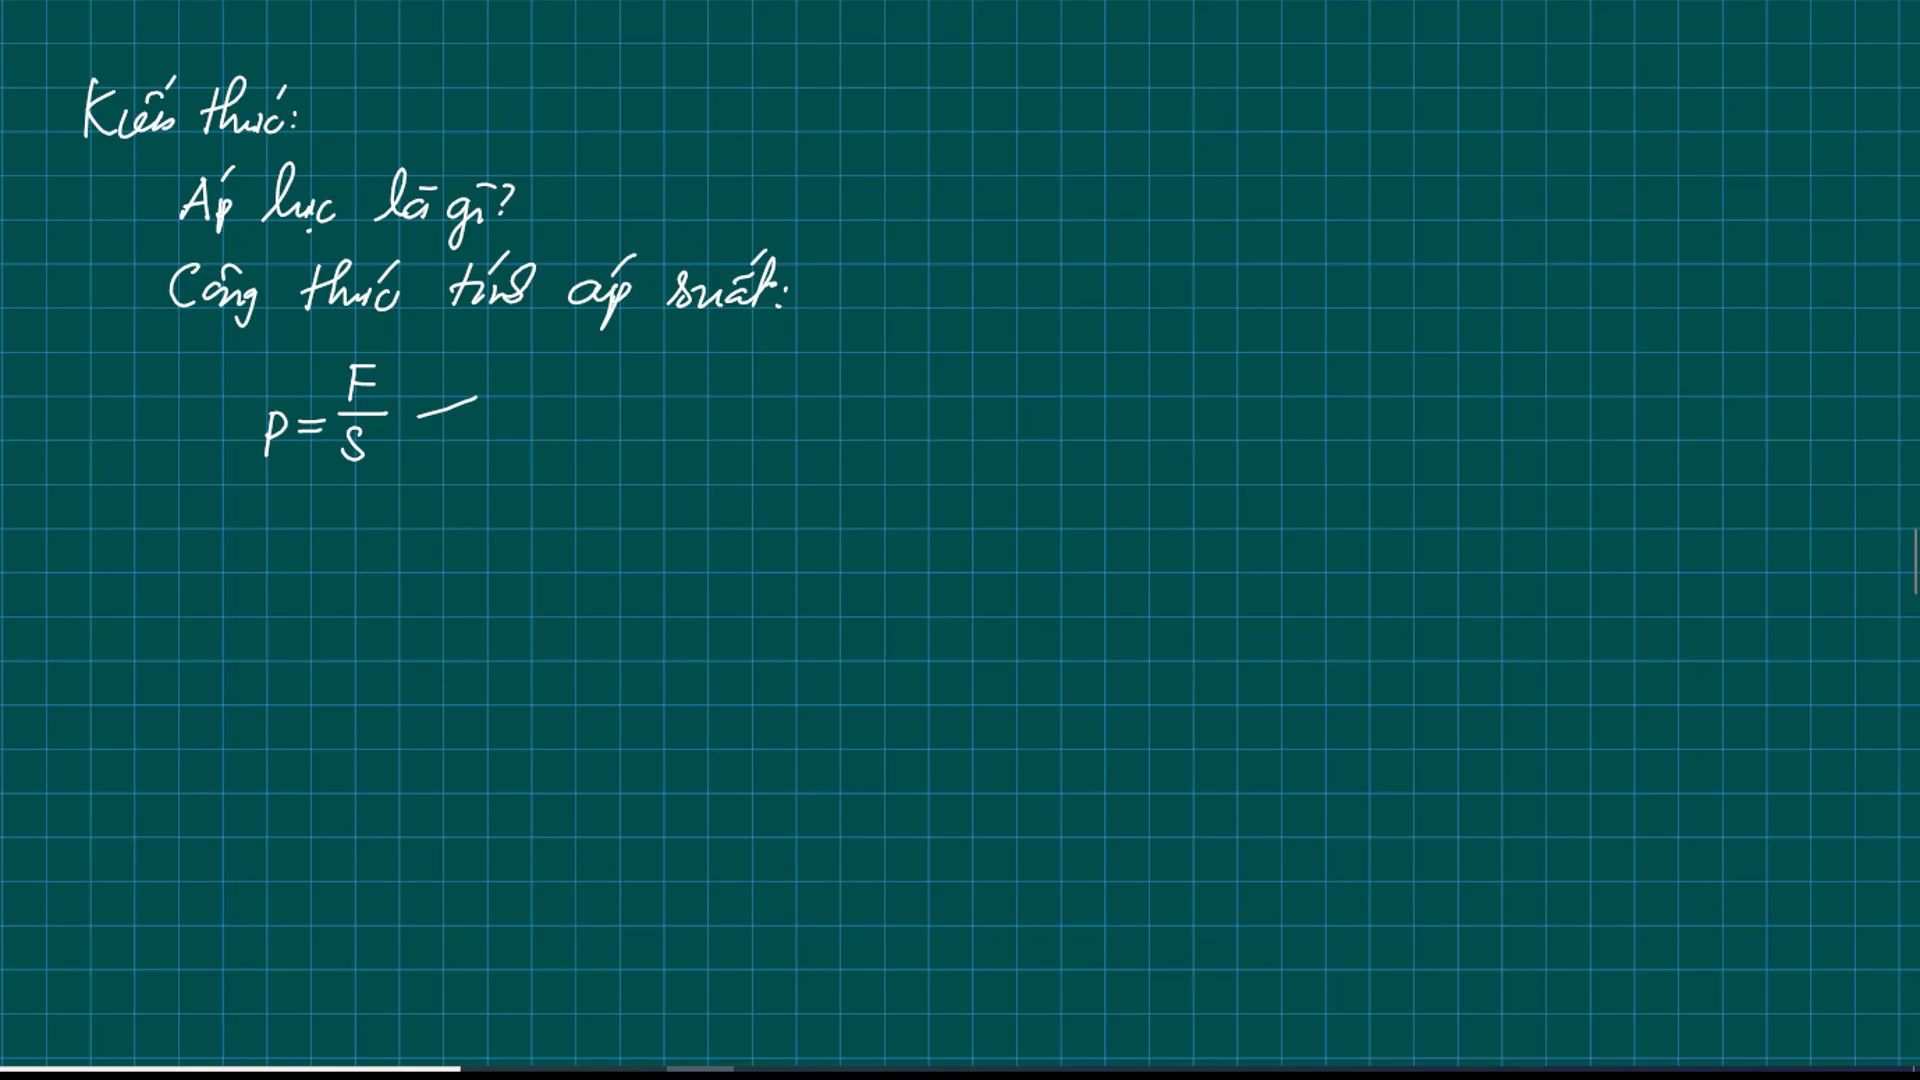 Kiến thức:
Áp lực là gì?
Công thức tính áp suất:
p = F/S